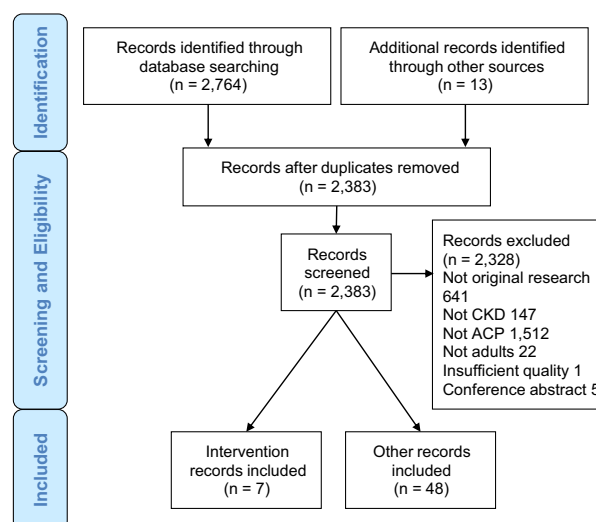 Identification
Records identified through
database searching
(n = 2,764)
Additional records identified
through other sources
(n = 13)
Screening and Eligibility
Records after duplicates removed
(n = 2,383)
Records
screened
(n = 2,383)
Records excluded
(n = 2,328)
Not original research
641
Not CKD 147
Not ACP 1,512
Not adults 22
Insufficient quality 1
Conference abstract 5
Included
Intervention
records included
(n = 7)
Other records
included
(n = 48)